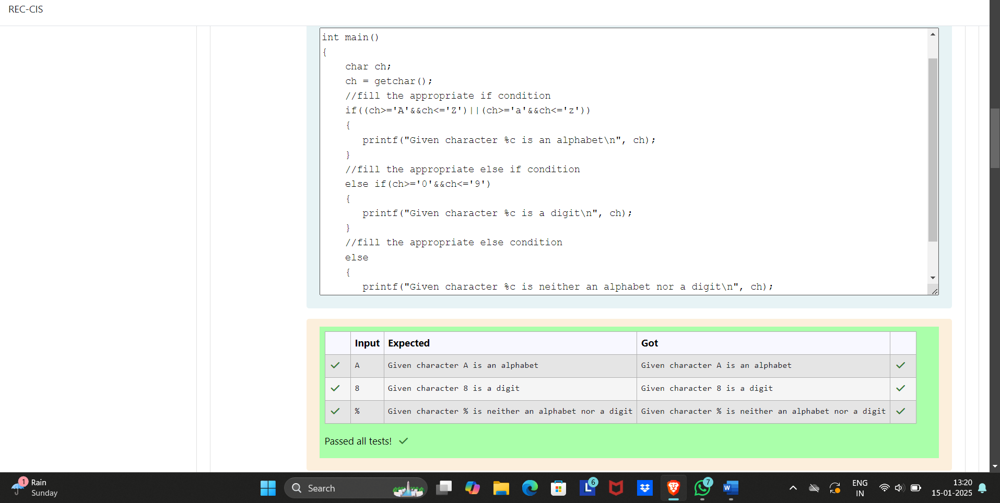 REC-CIS
int main()
{
    char ch;
    ch = getchar();
    //fill the appropriate if condition
    if((ch>='A'&&ch<='Z')||(ch>='a'&&ch<='z'))
    {
       printf("Given character %c is an alphabet\n", ch);
    }
    //fill the appropriate else if condition
    else if(ch>='0'&&ch<='9')
    {
       printf("Given character %c is a digit\n", ch);
    }
    //fill the appropriate else condition
    else
    {
       printf("Given character %c is neither an alphabet nor a digit\n", ch);
Input Expected Got
A Given character A is an alphabet Given character A is an alphabet
8 Given character 8 is a digit Given character 8 is a digit
% Given character % is neither an alphabet nor a digit Given character % is neither an alphabet nor a digit
Passed all tests!
1 Rain
Sunday
Search
L 6
7
W
ENG
IN
13:20
15-01-2025